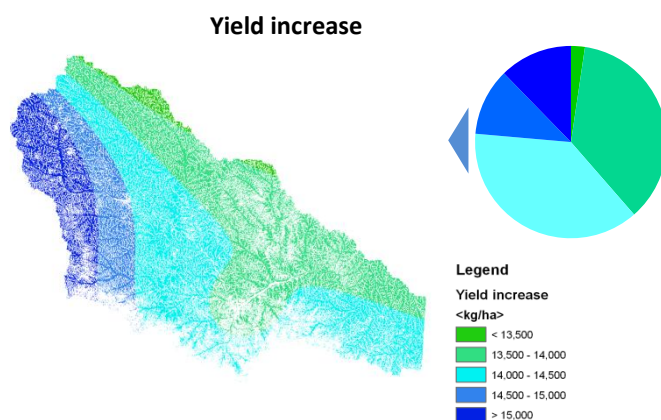 Yield increase
Legend
Yield increase
<kg/ha>
< 13,500
13,500 - 14,000
14,000 - 14,500
14,500 - 15,000
> 15,000